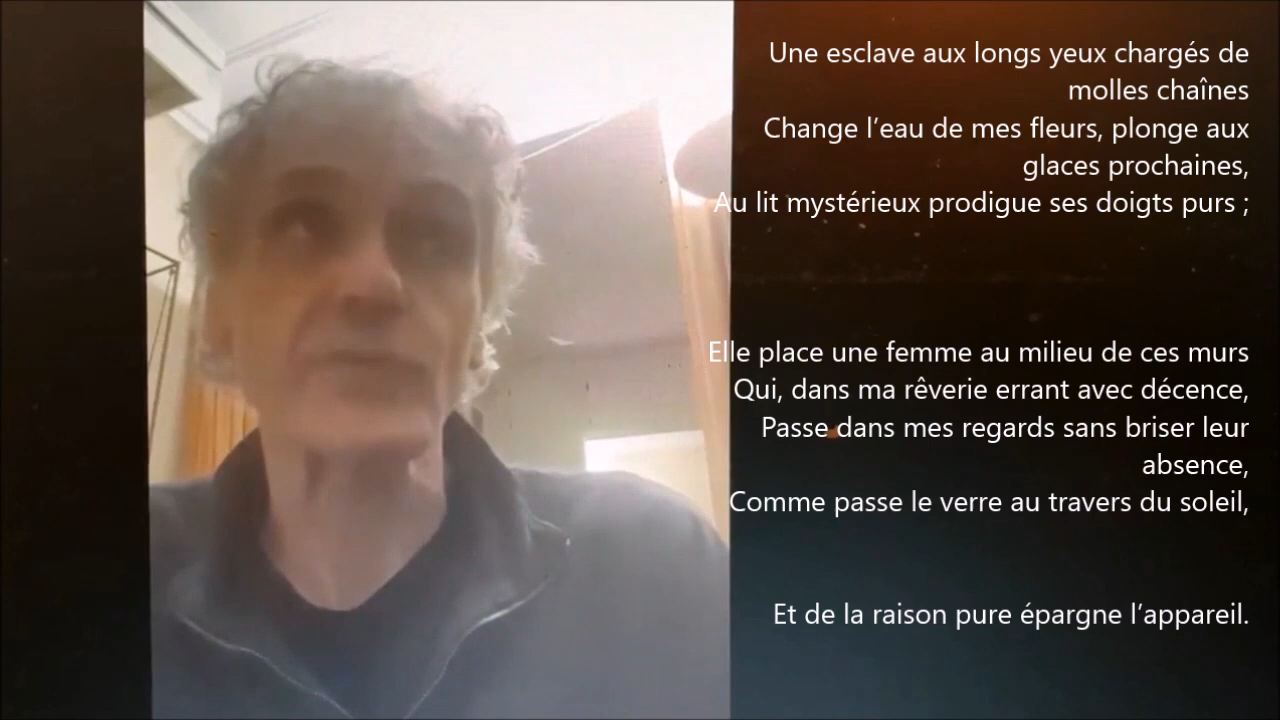 Une esclave aux longs yeux chargés de
molles chaînes
Change l’eau de mes fleurs, plonge aux
glaces prochaines,
Au lit mystérieux prodigue ses doigts purs ;
Elle place une femme au milieu de ces murs
Qui, dans ma rêverie errant avec décence,
Passe dans mes regards sans briser leur
absence,
Comme passe le verre au travers du soleil,
Et de la raison pure épargne l’appareil.